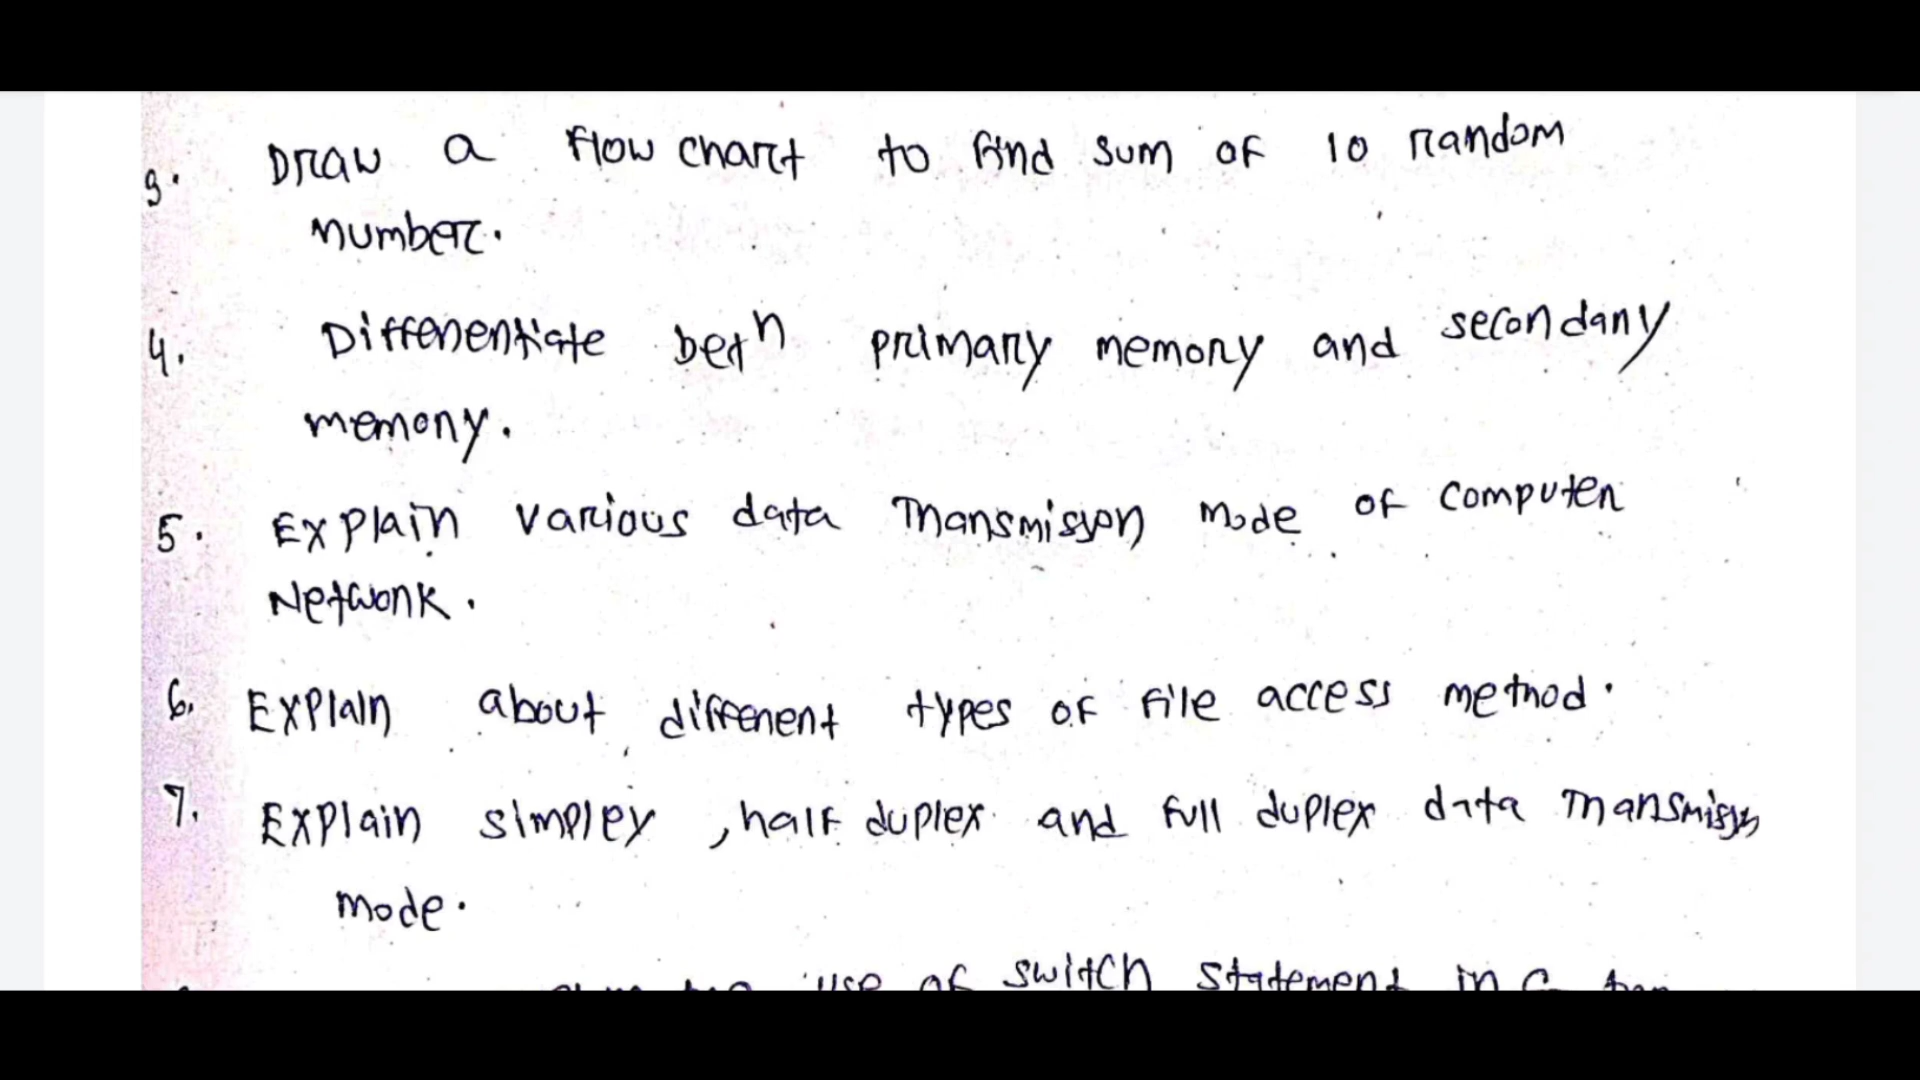 3. Draw a flow chart to find sum of 10 random
number.
4. Differentiate betn primary memory and secondary
memory.
5. Explain various data Transmission mode of computer
Network.
6. Explain about different types of file access method.
7. Explain simplex, half duplex and full duplex data Transmission
mode.
use of switch statement in